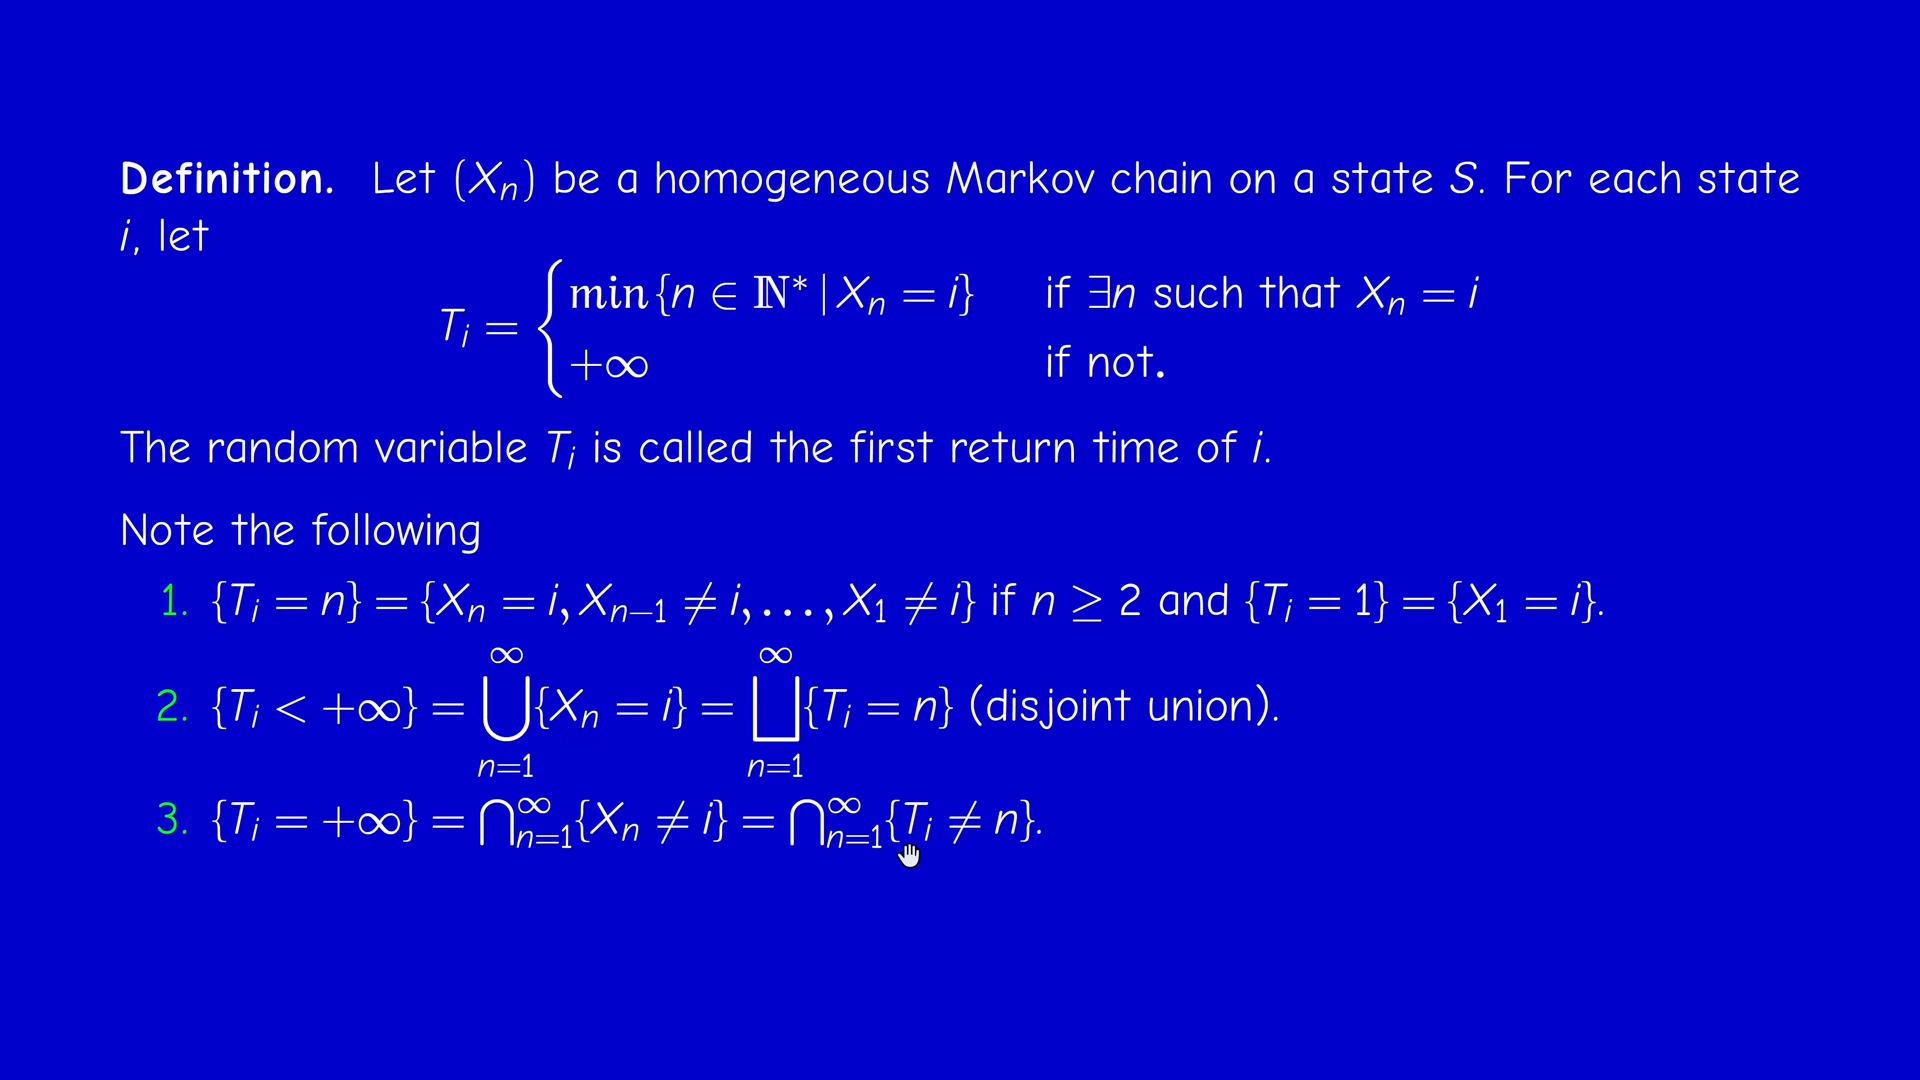 Definition. Let (Xₙ) be a homogeneous Markov chain on a state S. For each state
i, let
Tᵢ = { min {n ∈ ℕ* | Xₙ = i} if ∃n such that Xₙ = i
+∞ if not.
The random variable Tᵢ is called the first return time of i.
Note the following
1. {Tᵢ = n} = {Xₙ = i, Xₙ₋₁ ≠ i, …, X₁ ≠ i} if n ≥ 2 and {Tᵢ = 1} = {X₁ = i}.
2. {Tᵢ < +∞} = ⋃_{n=1}^{∞} {Xₙ = i} = ⨆_{n=1}^{∞} {Tᵢ = n} (disjoint union).
3. {Tᵢ = +∞} = ⋂_{n=1}^{∞} {Xₙ ≠ i} = ⋂_{n=1}^{∞} {Tᵢ ≠ n}.